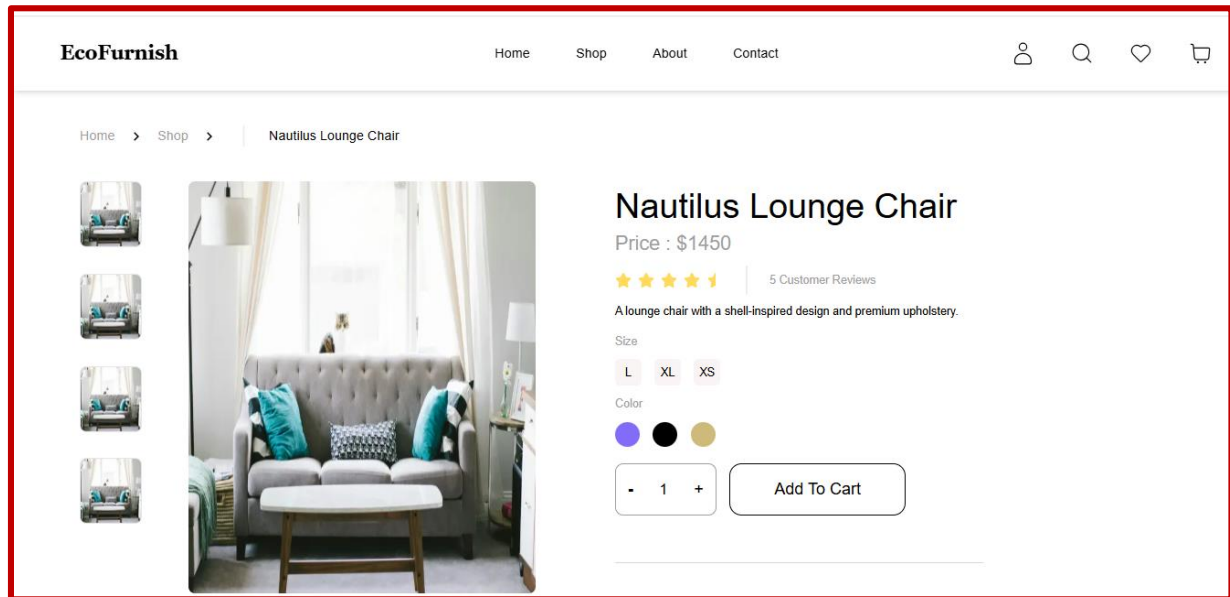 EcoFurnish
Home Shop About Contact
Home > Shop > Nautilus Lounge Chair
Nautilus Lounge Chair
Price : $1450
5 Customer Reviews
A lounge chair with a shell-inspired design and premium upholstery.
Size
L XL XS
Color
- 1 + Add To Cart